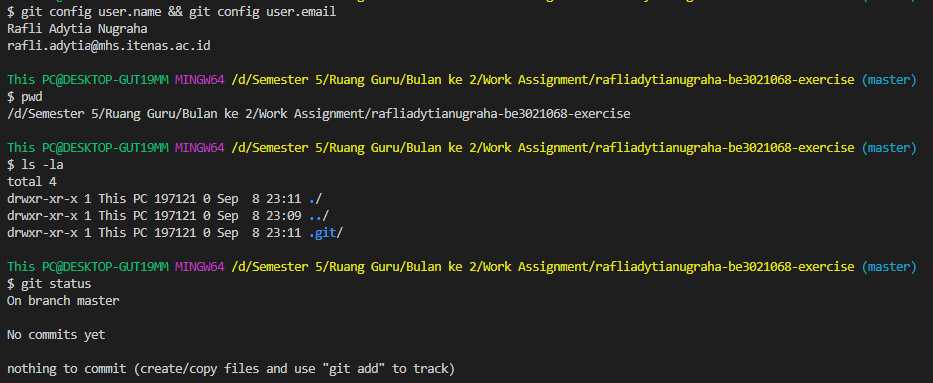 $ git config user.name && git config user.email
Rafli Adytia Nugraha
rafli.adytia@mhs.itenas.ac.id
This PC@DESKTOP-GUT19MM MINGW64 /d/Semester 5/Ruang Guru/Bulan ke 2/Work Assignment/rafliadytianugraha-be3021068-exercise (master)
$ pwd
/d/Semester 5/Ruang Guru/Bulan ke 2/Work Assignment/rafliadytianugraha-be3021068-exercise
This PC@DESKTOP-GUT19MM MINGW64 /d/Semester 5/Ruang Guru/Bulan ke 2/Work Assignment/rafliadytianugraha-be3021068-exercise (master)
$ ls -la
total 4
drwxr-xr-x 1 This PC 197121 0 Sep  8 23:11 ./
drwxr-xr-x 1 This PC 197121 0 Sep  8 23:09 ../
drwxr-xr-x 1 This PC 197121 0 Sep  8 23:11 .git/
This PC@DESKTOP-GUT19MM MINGW64 /d/Semester 5/Ruang Guru/Bulan ke 2/Work Assignment/rafliadytianugraha-be3021068-exercise (master)
$ git status
On branch master
No commits yet
nothing to commit (create/copy files and use "git add" to track)